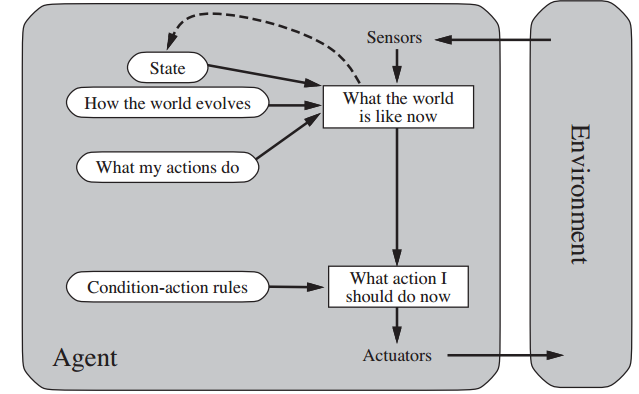 Sensors
State
How the world evolves
What the world
is like now
What my actions do
Environment
Condition-action rules
What action I
should do now
Agent
Actuators